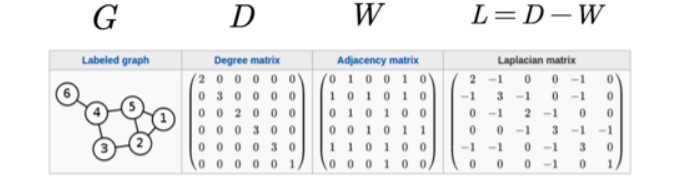 G D W L = D − W
Labeled graph Degree matrix Adjacency matrix Laplacian matrix
6 4 5 1 3 2
2 0 0 0 0 0 0 1 0 0 1 0 2 −1 0 0 −1 0
0 3 0 0 0 0 1 0 1 0 1 0 −1 3 −1 0 −1 0
0 0 2 0 0 0 0 1 0 1 0 0 0 −1 2 −1 0 0
0 0 0 3 0 0 0 0 1 0 1 1 0 0 −1 3 −1 −1
0 0 0 0 3 0 1 1 0 1 0 0 −1 −1 0 −1 3 0
0 0 0 0 0 1 0 0 0 1 0 0 0 0 0 −1 0 1